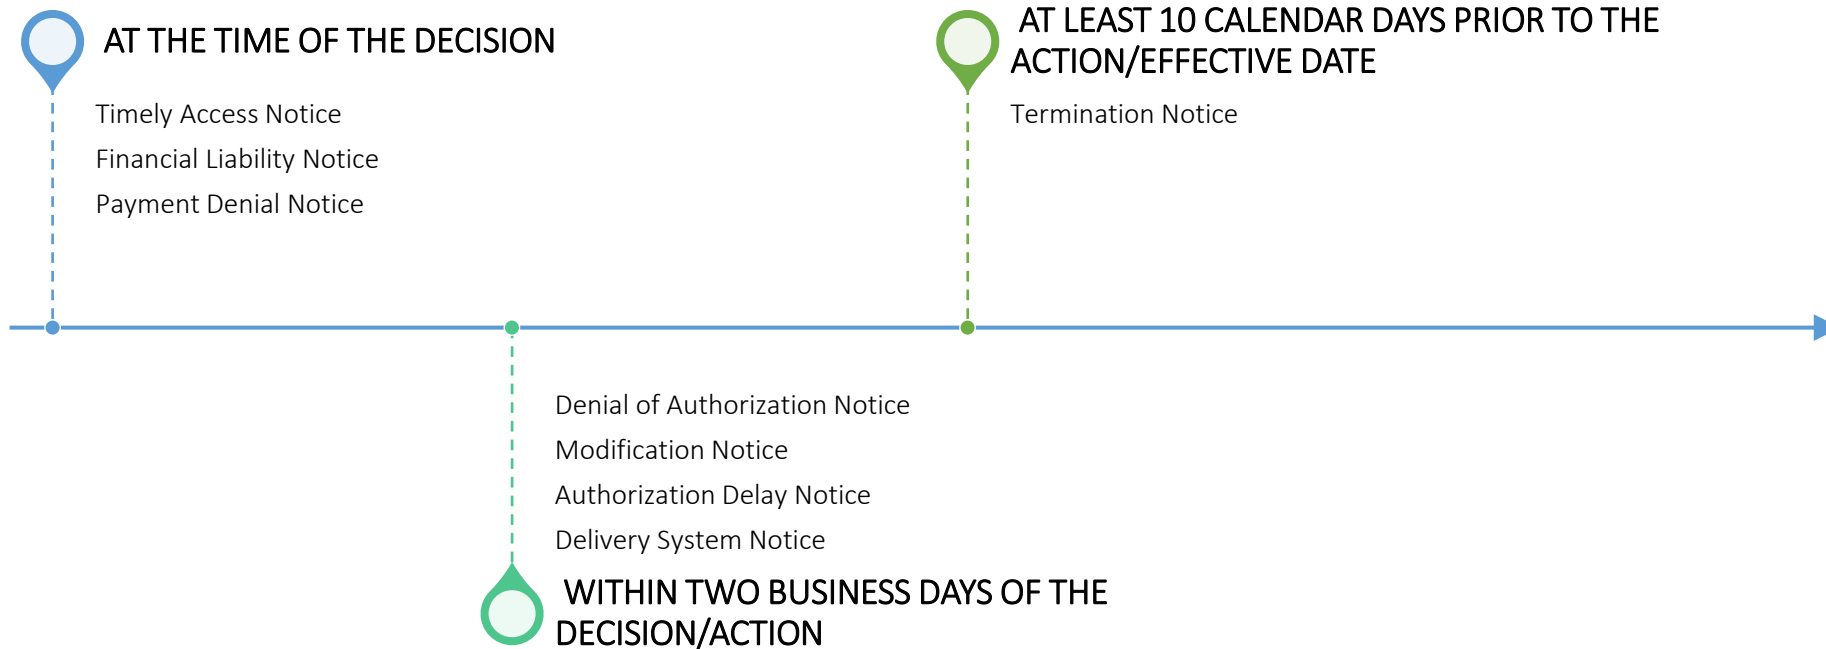 AT THE TIME OF THE DECISION
Timely Access Notice
Financial Liability Notice
Payment Denial Notice
Denial of Authorization Notice
Modification Notice
Authorization Delay Notice
Delivery System Notice
WITHIN TWO BUSINESS DAYS OF THE
DECISION/ACTION
AT LEAST 10 CALENDAR DAYS PRIOR TO THE
ACTION/EFFECTIVE DATE
Termination Notice